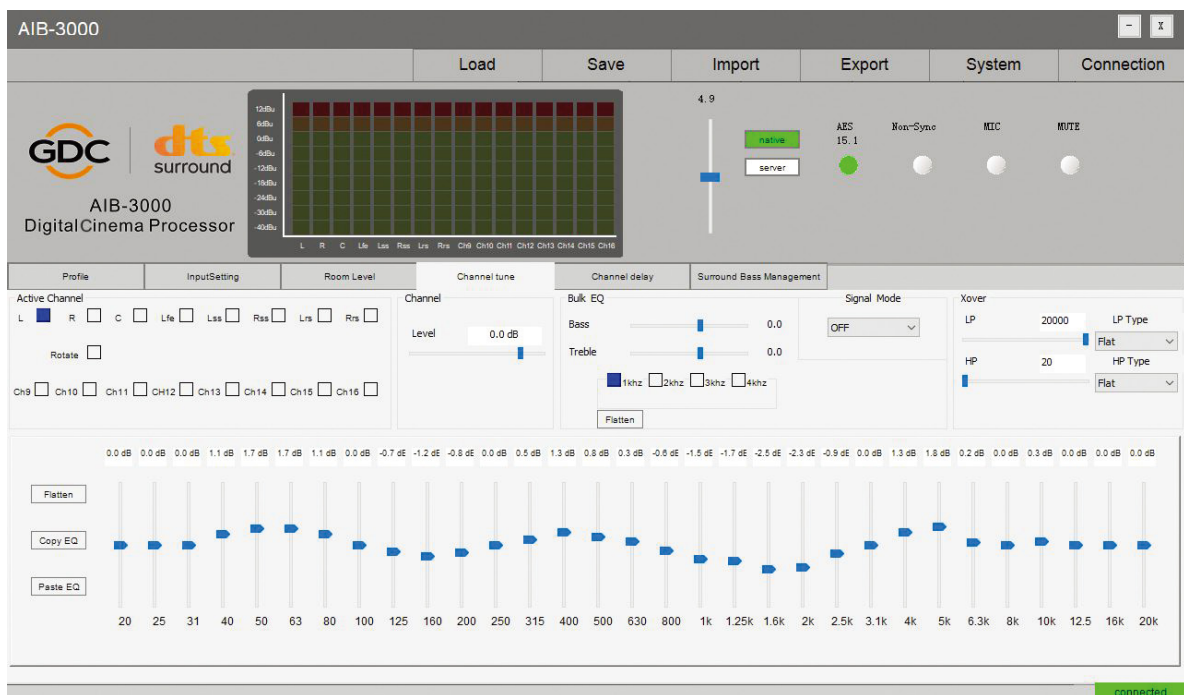 AIB-3000
- X
Load Save Import Export System Connection
GDC
dts
surround
AIB-3000
DigitalCinema Processor
12dBu
6dBu
0dBu
-6dBu
-12dBu
-18dBu
-24dBu
-30dBu
-40dBu
L R C Lfe Lss Rss Lrs Rrs Ch9 Ch10 Ch11 Ch12 Ch13 Ch14 Ch15 Ch16
4.9
native
server
AES Non-Sync MIC MUTE
15.1
Profile InputSetting Room Level Channel tune Channel delay Surround Bass Management
Active Channel
L R C Lfe Lss Rss Lrs Rrs
Rotate
Ch9 Ch10 Ch11 CH12 Ch13 Ch14 Ch15 Ch16
Channel
Level 0.0 dB
Bulk EQ
Bass 0.0
Treble 0.0
1khz 2khz 3khz 4khz
Flatten
Signal Mode
OFF
Xover
LP 20000 LP Type
Flat
HP 20 HP Type
Flat
0.0 dB 0.0 dB 0.0 dB 1.1 dB 1.7 dB 1.7 dB 1.1 dB 0.0 dB -0.7 dE -1.2 dE -0.8 dE 0.0 dB 0.5 dB 1.3 dB 0.8 dB 0.3 dB -0.6 dE -1.5 dE -1.7 dE -2.5 dE -2.3 dE -0.9 dE 0.0 dB 1.3 dB 1.8 dB 0.2 dB 0.0 dB 0.3 dB 0.0 dB 0.0 dB 0.0 dB
Flatten
Copy EQ
Paste EQ
20 25 31 40 50 63 80 100 125 160 200 250 315 400 500 630 800 1k 1.25k 1.6k 2k 2.5k 3.1k 4k 5k 6.3k 8k 10k 12.5 16k 20k
connected